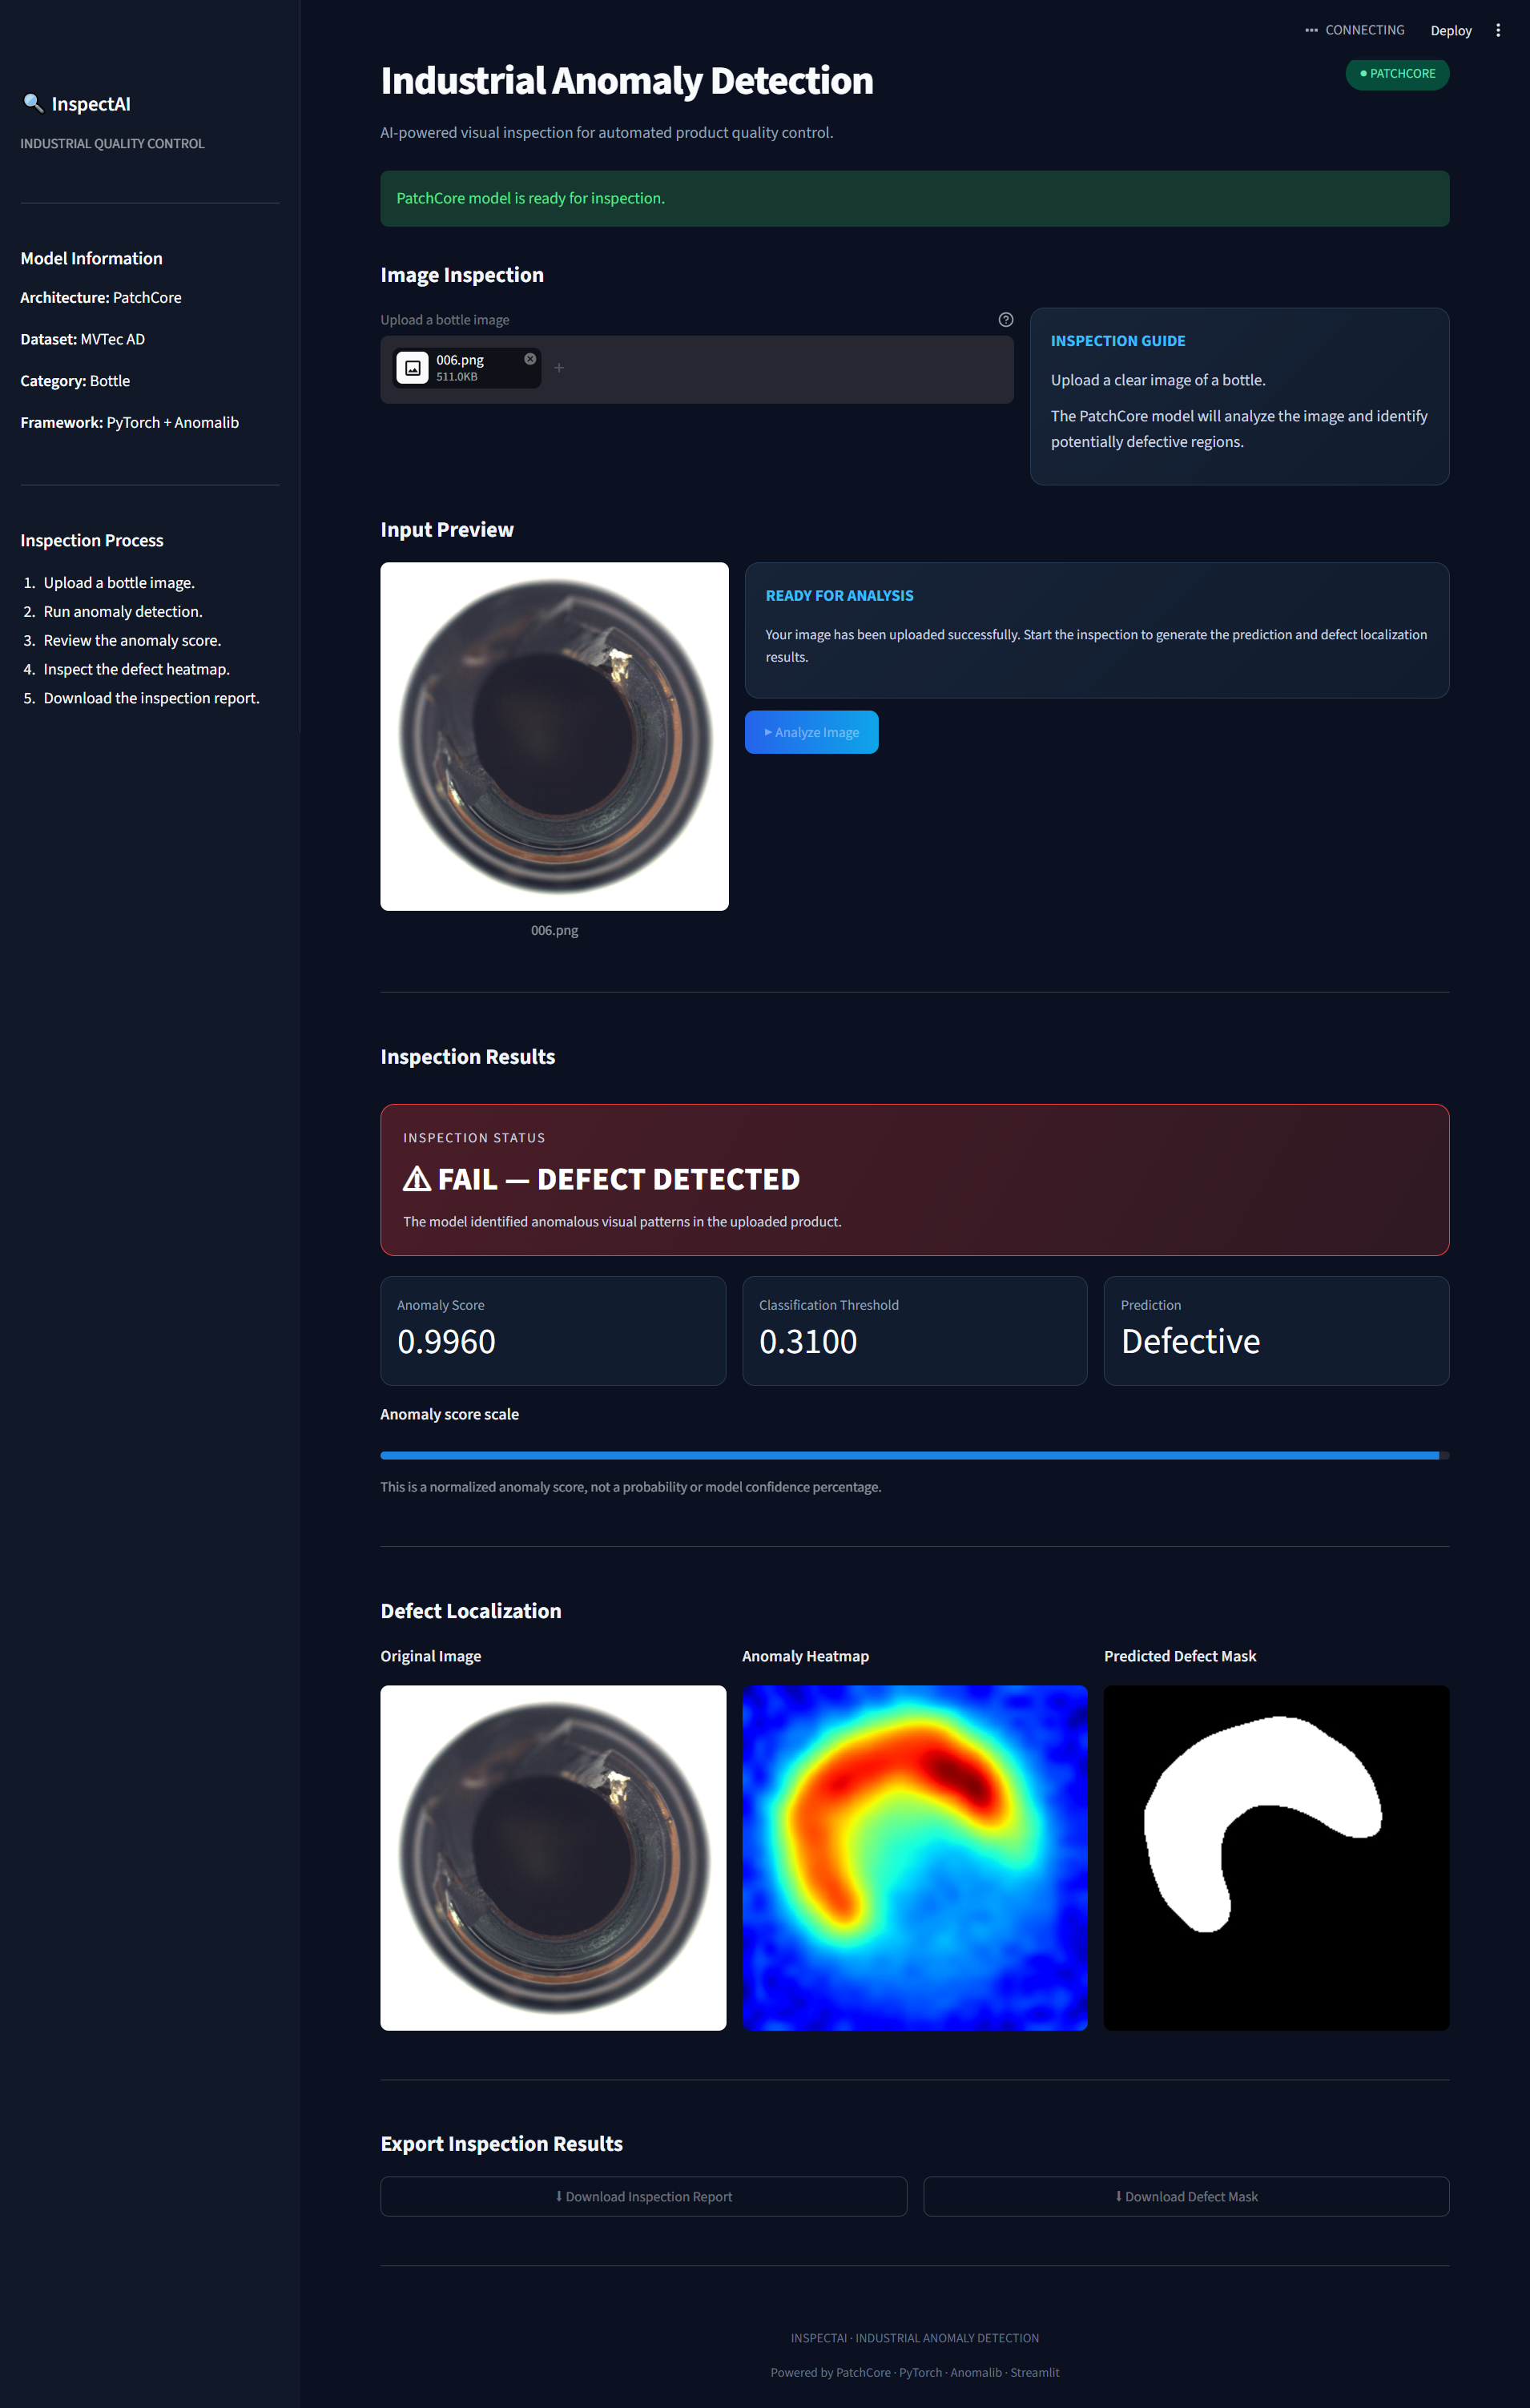 CONNECTING
Deploy
🔍 InspectAI
INDUSTRIAL QUALITY CONTROL
Model Information
Architecture: PatchCore
Dataset: MVTec AD
Category: Bottle
Framework: PyTorch + Anomalib
Inspection Process
1. Upload a bottle image.
2. Run anomaly detection.
3. Review the anomaly score.
4. Inspect the defect heatmap.
5. Download the inspection report.
Industrial Anomaly Detection
● PATCHCORE
AI-powered visual inspection for automated product quality control.
PatchCore model is ready for inspection.
Image Inspection
Upload a bottle image
006.png
511.0KB
INSPECTION GUIDE
Upload a clear image of a bottle.
The PatchCore model will analyze the image and identify
potentially defective regions.
Input Preview
006.png
READY FOR ANALYSIS
Your image has been uploaded successfully. Start the inspection to generate the prediction and defect localization
results.
▶ Analyze Image
Inspection Results
INSPECTION STATUS
⚠ FAIL — DEFECT DETECTED
The model identified anomalous visual patterns in the uploaded product.
Anomaly Score
0.9960
Classification Threshold
0.3100
Prediction
Defective
Anomaly score scale
This is a normalized anomaly score, not a probability or model confidence percentage.
Defect Localization
Original Image
Anomaly Heatmap
Predicted Defect Mask
Export Inspection Results
⬇ Download Inspection Report
⬇ Download Defect Mask
INSPECTAI · INDUSTRIAL ANOMALY DETECTION
Powered by PatchCore · PyTorch · Anomalib · Streamlit